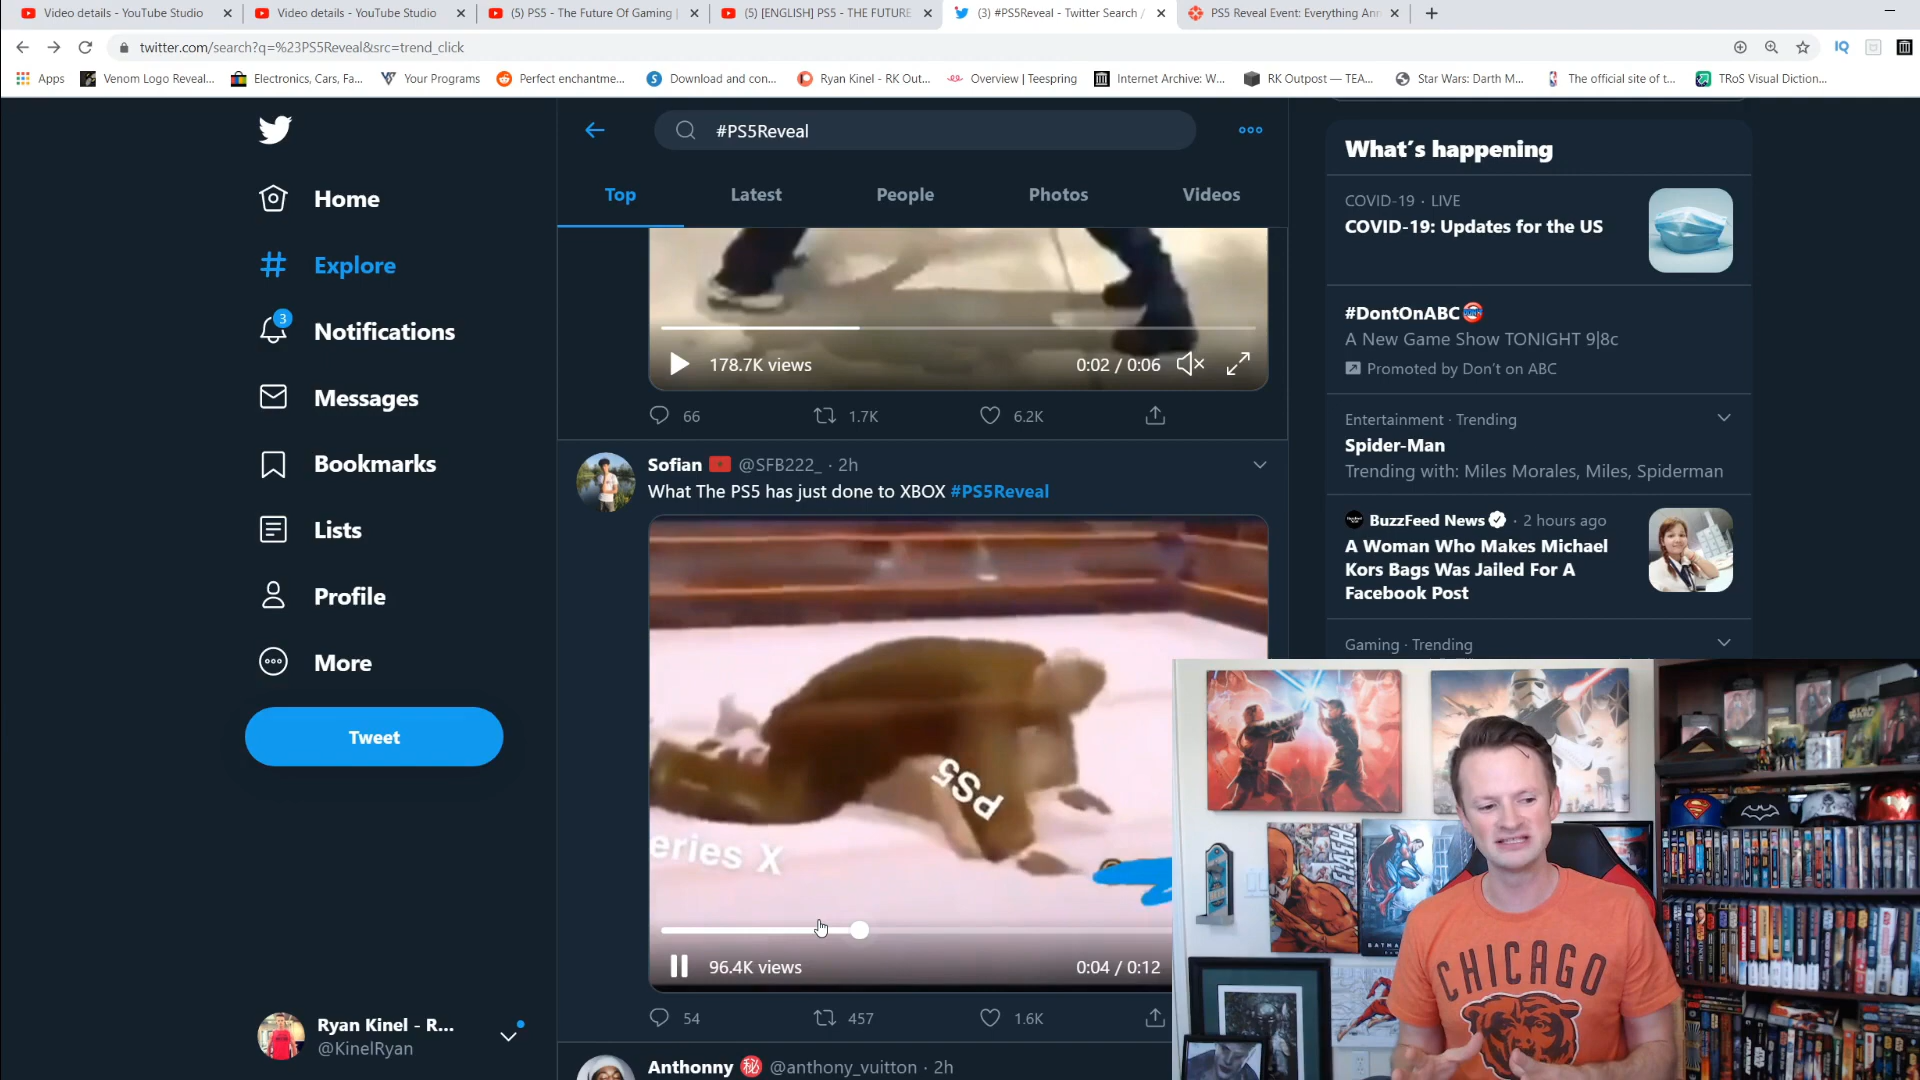 Video details - YouTube Studio
Video details - YouTube Studio
(5) PS5 - The Future Of Gaming
(5) [ENGLISH] PS5 - THE FUTURE
(3) #PS5Reveal - Twitter Search /
PS5 Reveal Event: Everything Ann
twitter.com/search?q=%23PS5Reveal&src=trend_click
IQ
Apps
Venom Logo Reveal...
Electronics, Cars, Fa...
Your Programs
Perfect enchantme...
Download and con...
Ryan Kinel - RK Out...
Overview | Teespring
Internet Archive: W...
RK Outpost — TEA...
Star Wars: Darth M...
The official site of t...
TRoS Visual Diction...
#PS5Reveal
Top
Latest
People
Photos
Videos
Home
Explore
3
Notifications
Messages
Bookmarks
Lists
Profile
More
Tweet
Ryan Kinel - R...
@KinelRyan
178.7K views
0:02 / 0:06
66
1.7K
6.2K
Sofian @SFB222_ · 2h
What The PS5 has just done to XBOX #PS5Reveal
PS5
eries X
96.4K views
0:04 / 0:12
54
457
1.6K
Anthonny ㊙ @anthony_vuitton · 2h
What's happening
COVID-19 · LIVE
COVID-19: Updates for the US
#DontOnABC
A New Game Show TONIGHT 9|8c
Promoted by Don't on ABC
Entertainment · Trending
Spider-Man
Trending with: Miles Morales, Miles, Spiderman
BuzzFeed News · 2 hours ago
A Woman Who Makes Michael
Kors Bags Was Jailed For A
Facebook Post
Gaming · Trending
FLASH
BATMA
CHICAGO